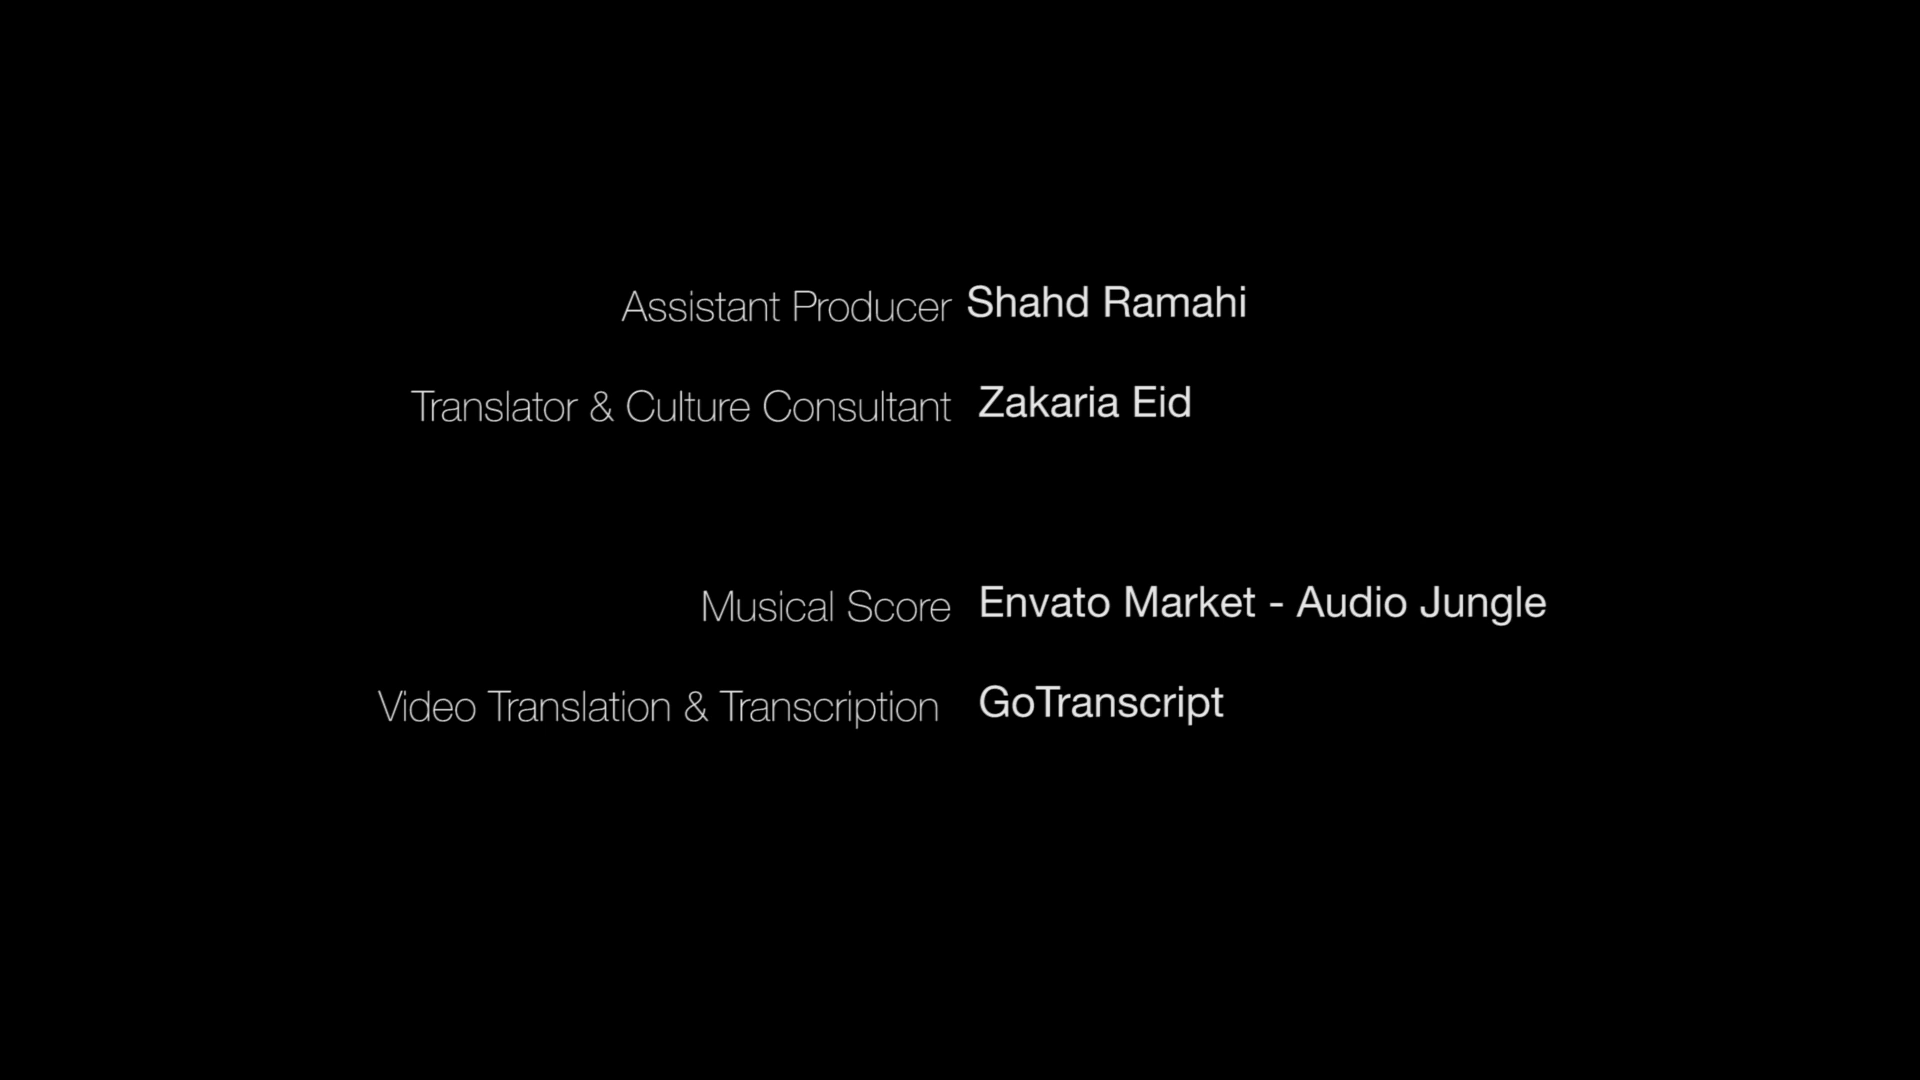 Assistant Producer Shahd Ramahi
Translator & Culture Consultant Zakaria Eid
Musical Score Envato Market - Audio Jungle
Video Translation & Transcription GoTranscript